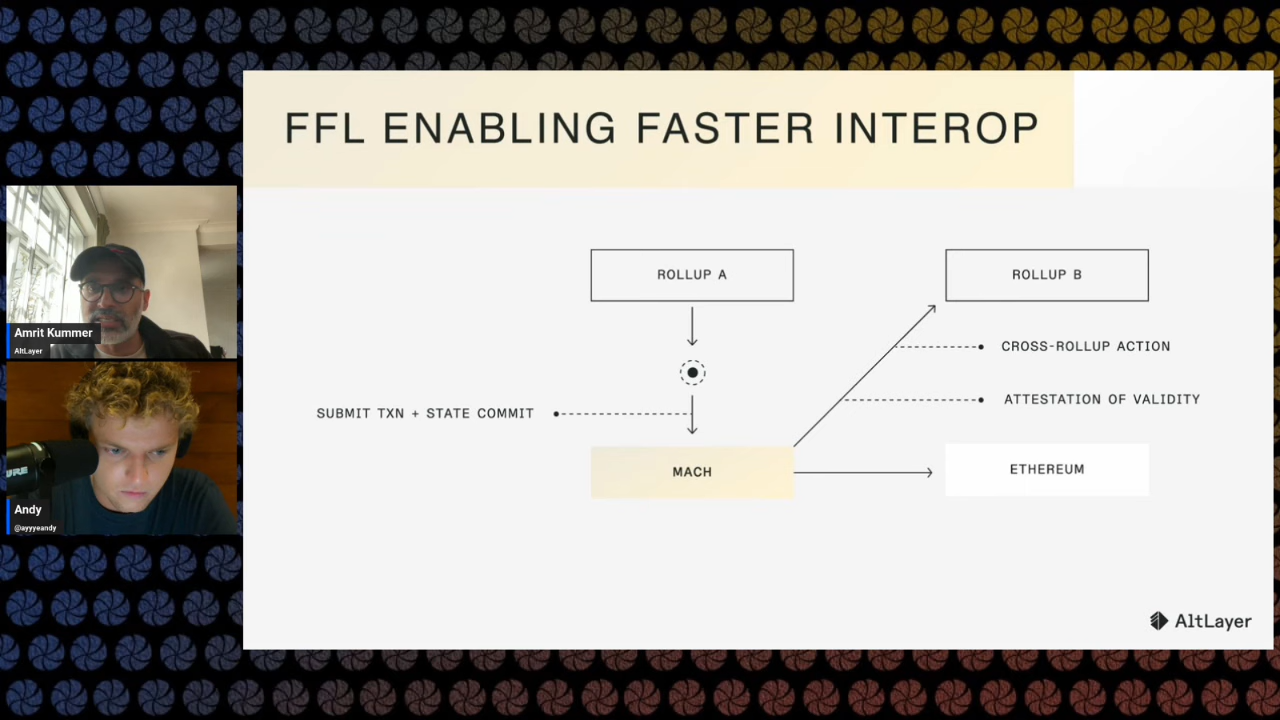 FFL ENABLING FASTER INTEROP
ROLLUP A
ROLLUP B
CROSS-ROLLUP ACTION
ATTESTATION OF VALIDITY
SUBMIT TXN + STATE COMMIT
MACH
ETHEREUM
AltLayer
Amrit Kummer
AltLayer
URE
Andy
@ayyyeandy